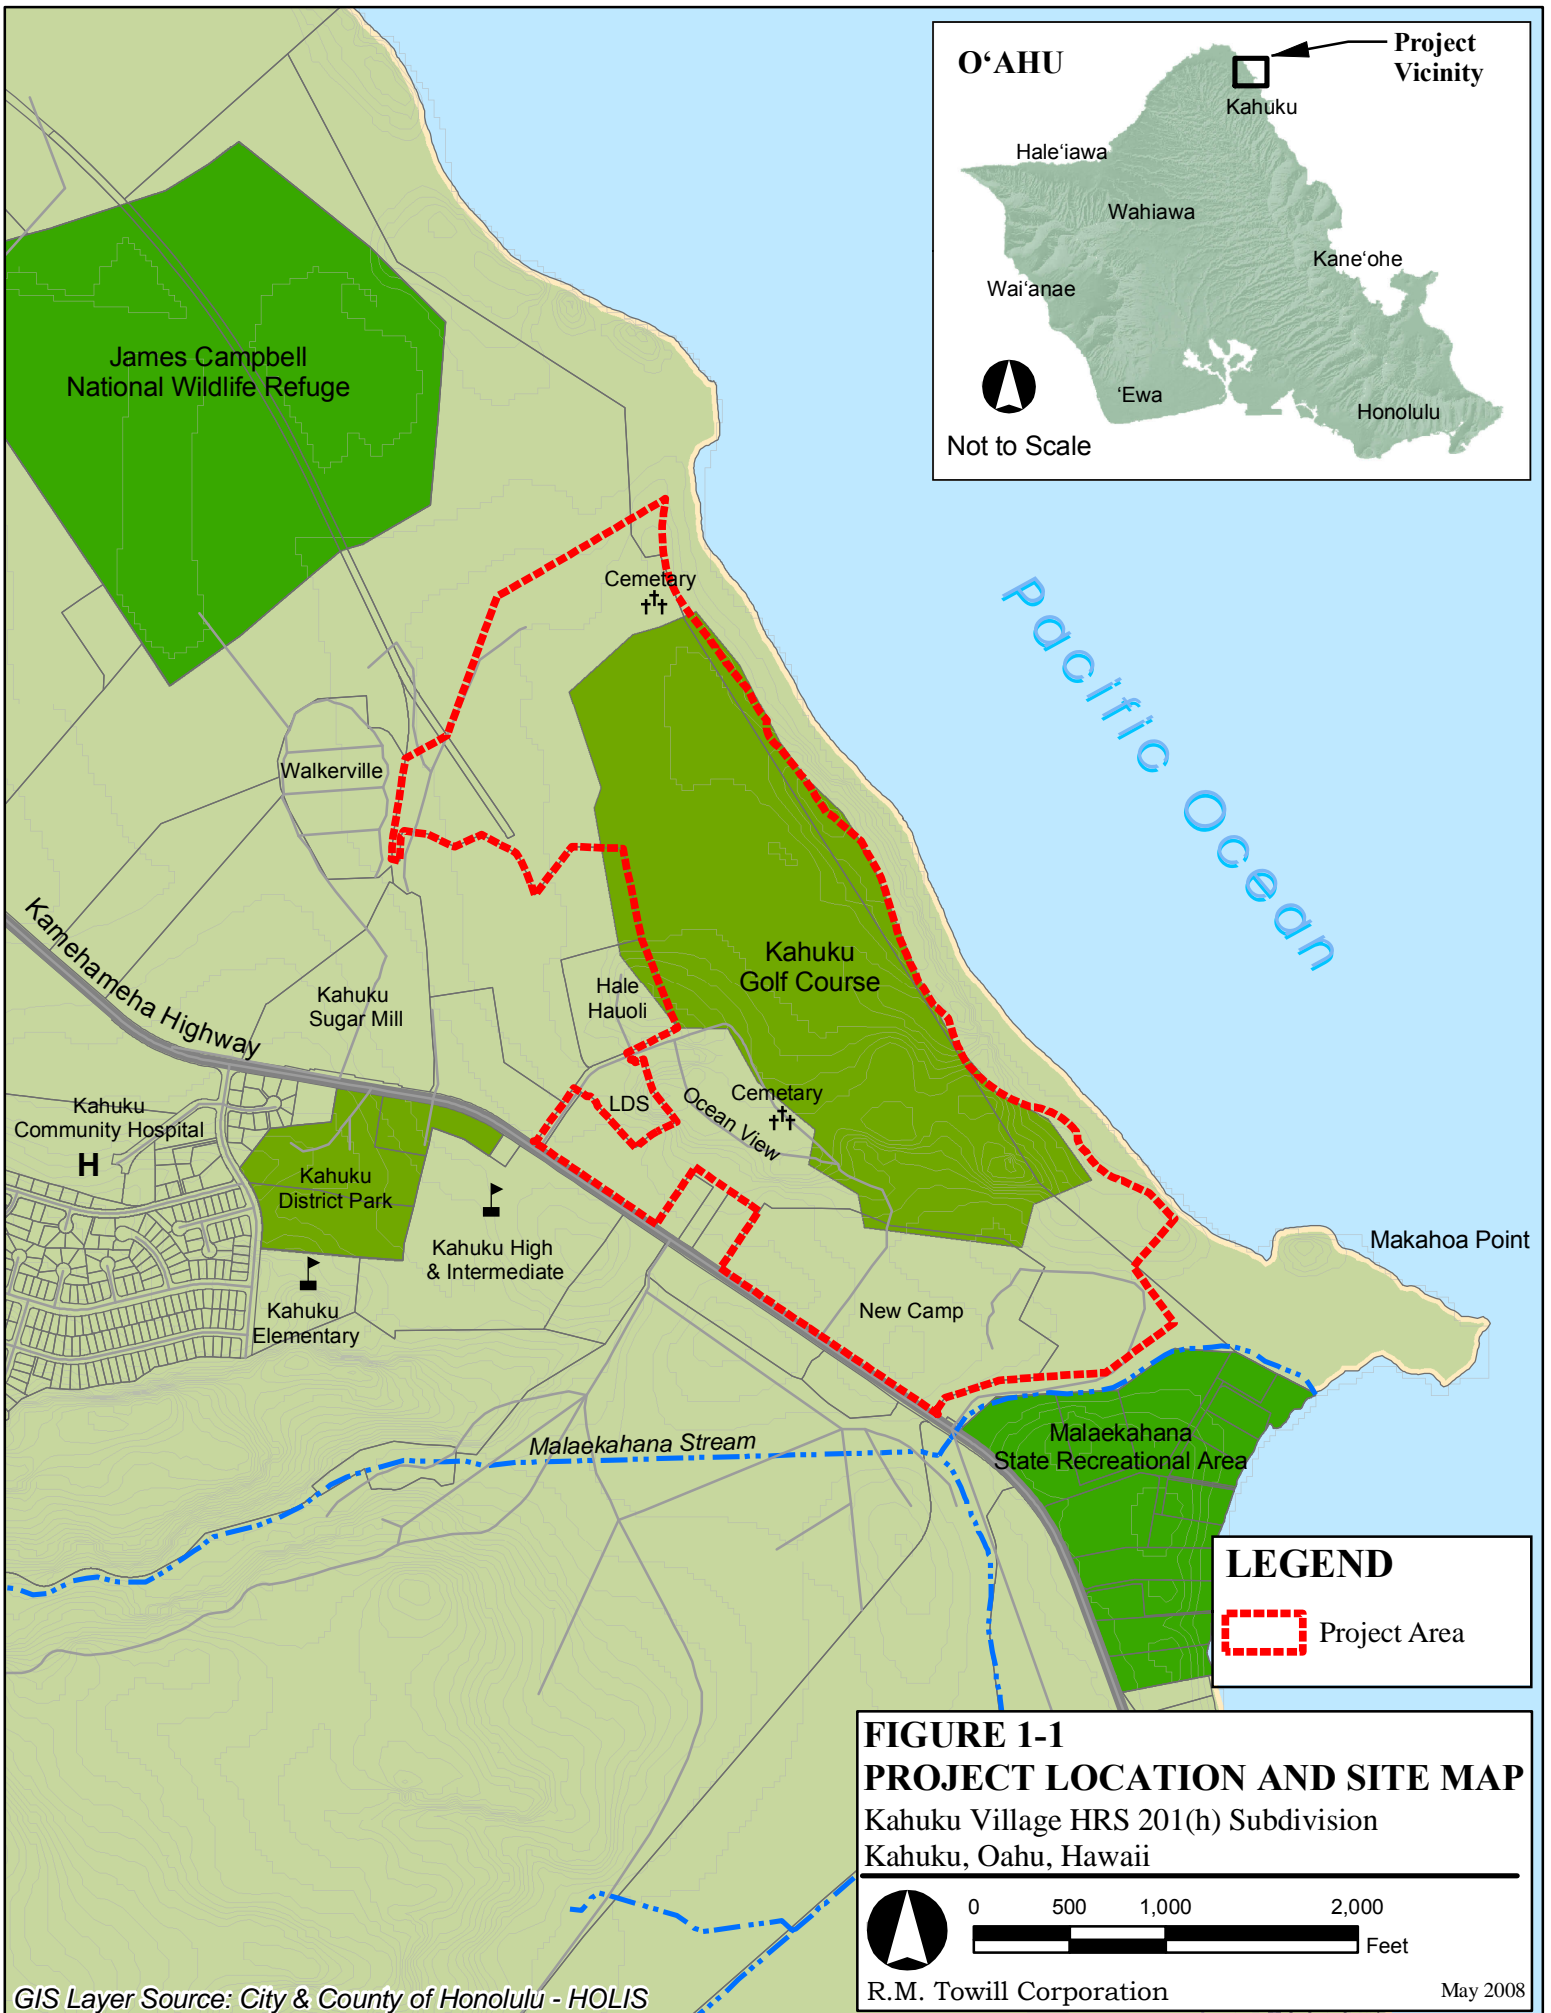 O‘AHU
Project
Vicinity
Kahuku
Hale‘iawa
Wahiawa
Kane‘ohe
Wai‘anae
‘Ewa
Honolulu
Not to Scale
James Campbell
National Wildlife Refuge
Cemetary
Pacific Ocean
Walkerville
Kamehameha Highway
Kahuku
Golf Course
Hale
Hauoli
Kahuku
Sugar Mill
Kahuku
Community Hospital
H
LDS
Ocean View
Cemetary
Kahuku
District Park
Kahuku High
& Intermediate
Kahuku
Elementary
Makahoa Point
New Camp
Malaekahana Stream
Malaekahana
State Recreational Area
LEGEND
Project Area
FIGURE 1-1
PROJECT LOCATION AND SITE MAP
Kahuku Village HRS 201(h) Subdivision
Kahuku, Oahu, Hawaii
0 500 1,000 2,000
Feet
R.M. Towill Corporation
May 2008
GIS Layer Source: City & County of Honolulu - HOLIS